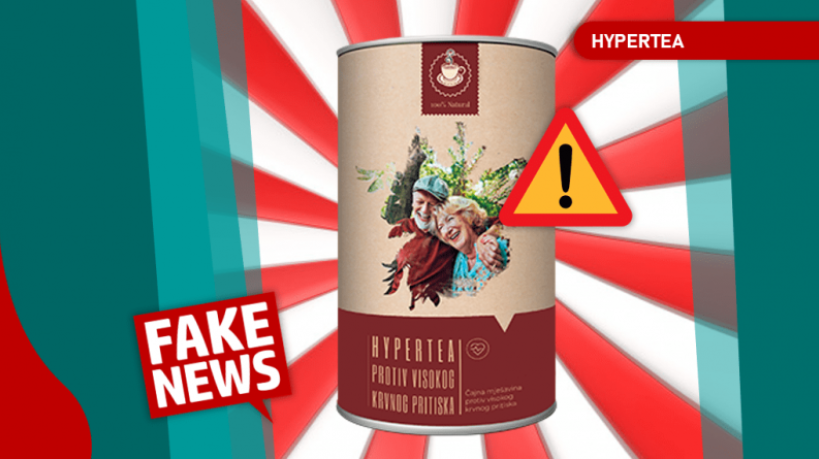 HYPERTEA
100% Natural
FAKE
NEWS
HYPERTEA
PROTIV VISOKOG
KRVNOG PRITISKA
Čajna mješavina
protiv visokog
krvnog pritiska